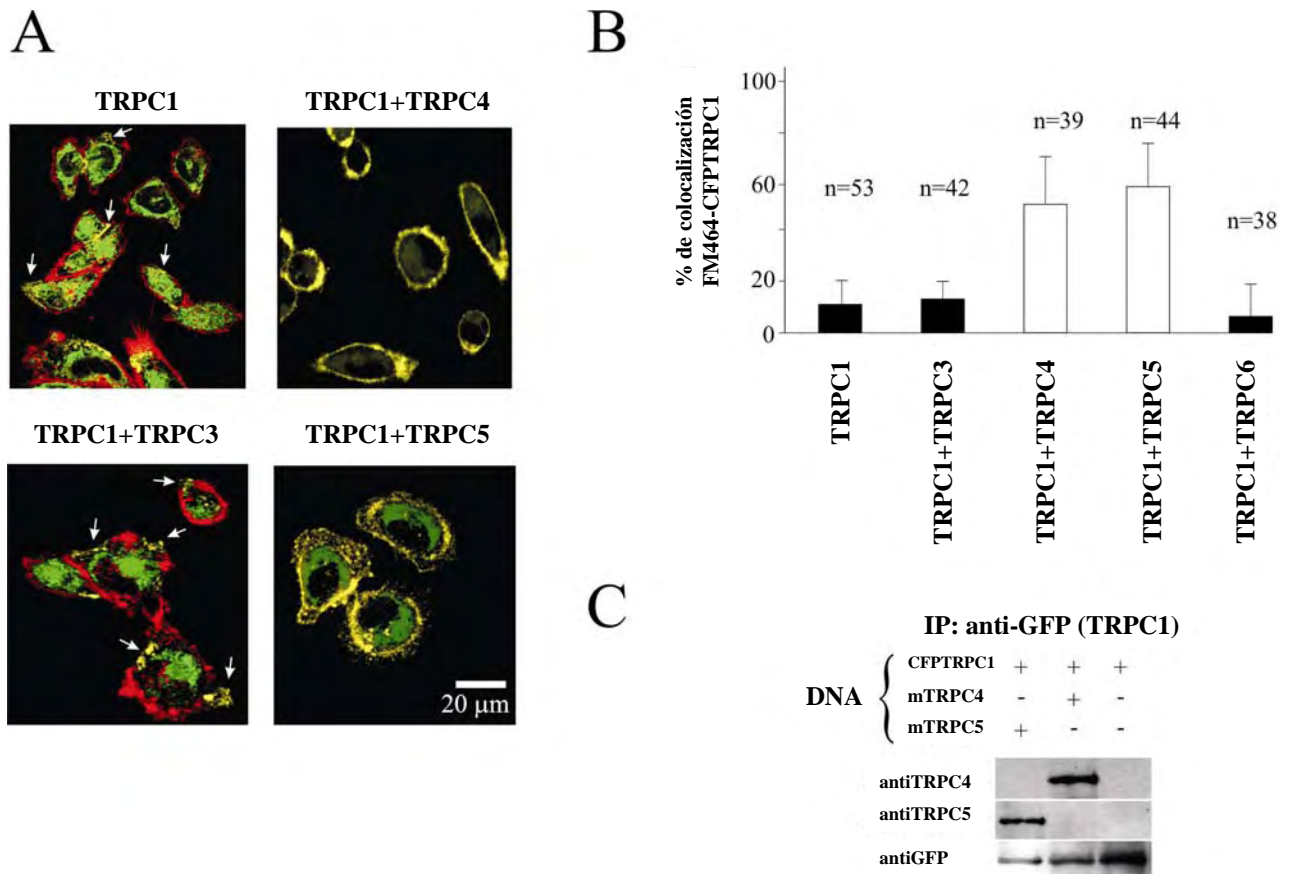 A
TRPC1
TRPC1+TRPC4
TRPC1+TRPC3
TRPC1+TRPC5
20 µm
B
% de colocalización
FM464-CFPTRPC1
100
60
20
0
n=53
n=42
n=39
n=44
n=38
TRPC1
TRPC1+TRPC3
TRPC1+TRPC4
TRPC1+TRPC5
TRPC1+TRPC6
C
IP: anti-GFP (TRPC1)
DNA
CFPTRPC1 + + +
mTRPC4 - + -
mTRPC5 + - -
antiTRPC4
antiTRPC5
antiGFP